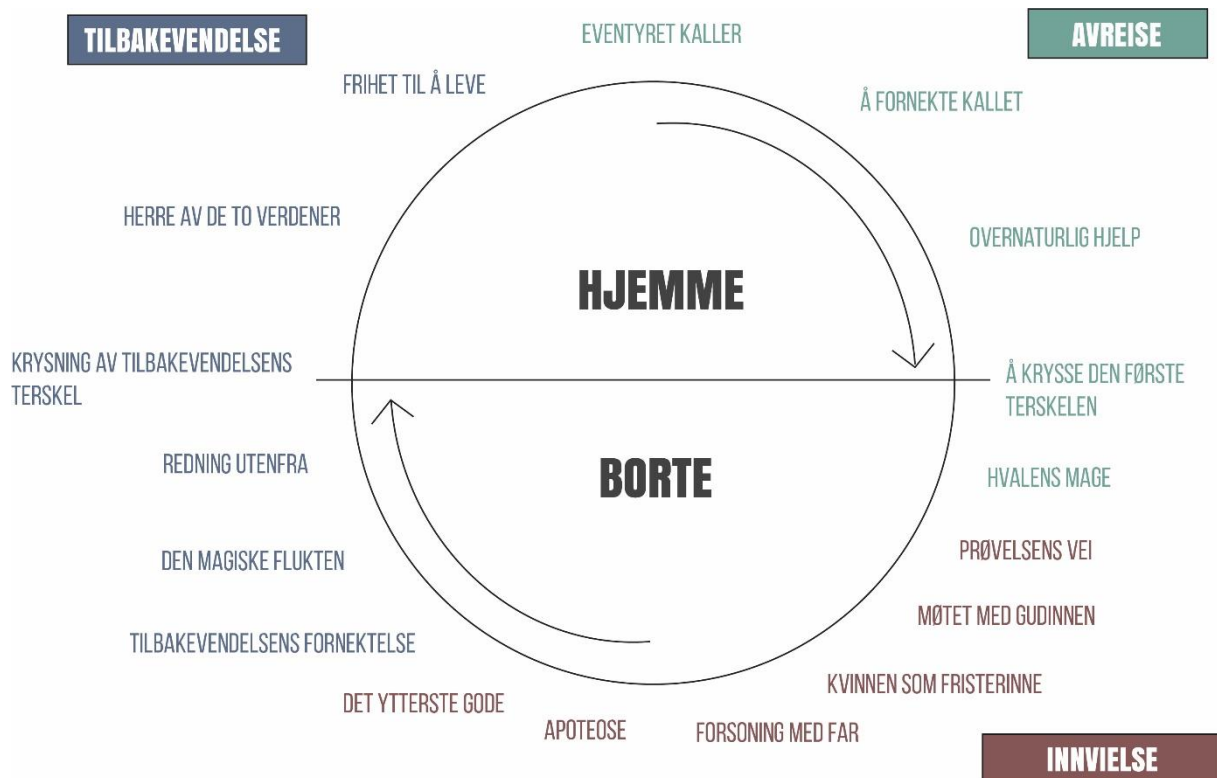 TILBAKEVENDELSE
EVENTYRET KALLER
AVREISE
FRIHET TIL Å LEVE
Å FORNEKTE KALLET
HERRE AV DE TO VERDENER
OVERNATURLIG HJELP
HJEMME
KRYSNING AV TILBAKEVENDELSENS
TERSKEL
Å KRYSSE DEN FØRSTE
TERSKELEN
REDNING UTENFRA
BORTE
HVALENS MAGE
DEN MAGISKE FLUKTEN
PRØVELSENS VEI
MØTET MED GUDINNEN
TILBAKEVENDELSENS FORNEKTELSE
KVINNEN SOM FRISTERINNE
DET YTTERSTE GODE
APOTEOSE
FORSONING MED FAR
INNVIELSE